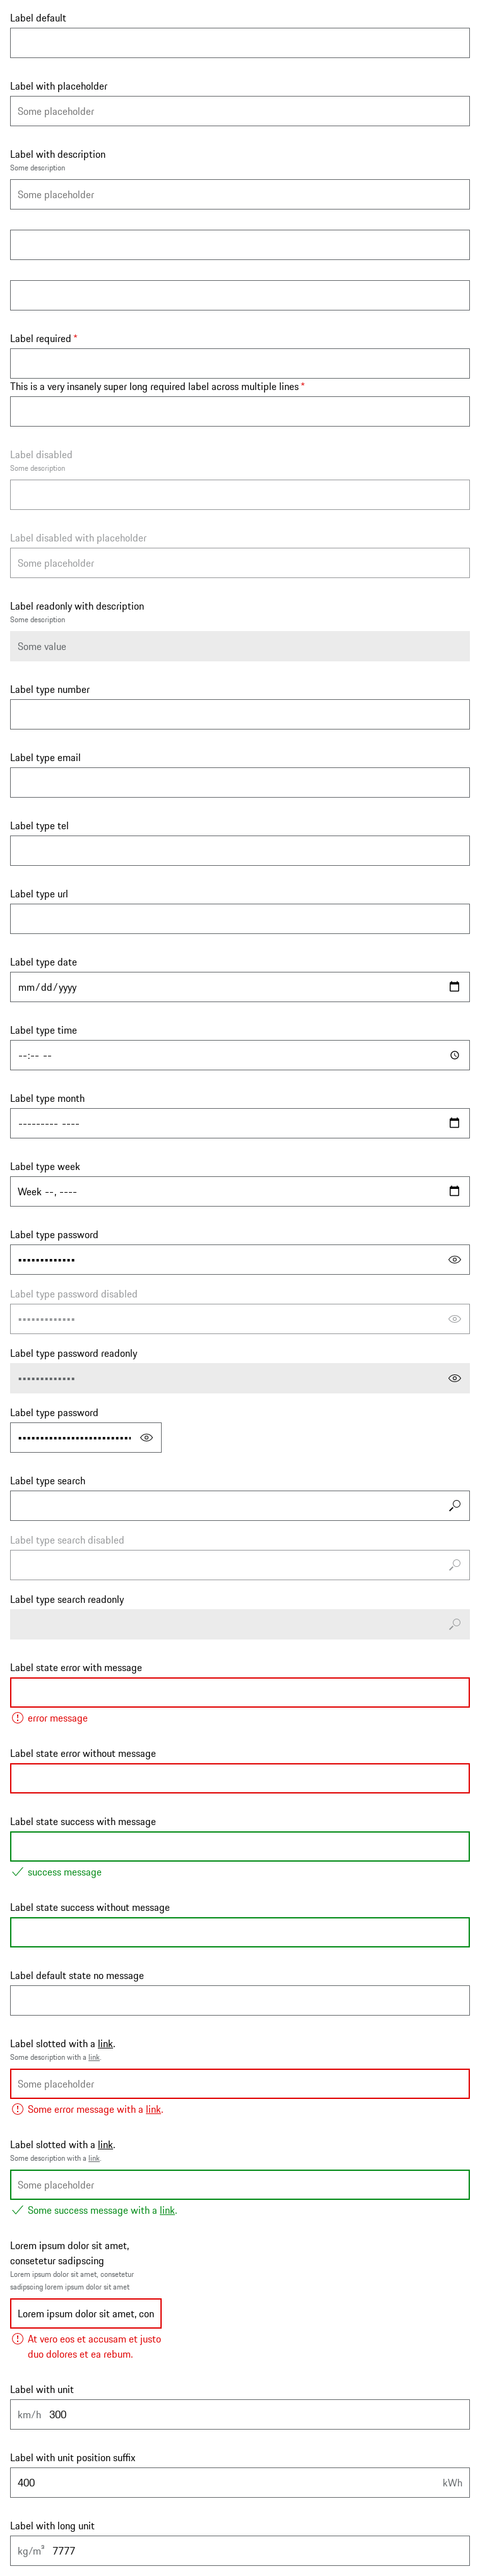 Label default
Label with placeholder
Some placeholder
Label with description
Some description
Some placeholder
Label required *
This is a very insanely super long required label across multiple lines *
Label disabled
Some description
Label disabled with placeholder
Some placeholder
Label readonly with description
Some description
Some value
Label type number
Label type email
Label type tel
Label type url
Label type date
mm/dd/yyyy
Label type time
--:-- --
Label type month
--------- ----
Label type week
Week --, ----
Label type password
•••••••••••••
Label type password disabled
•••••••••••••
Label type password readonly
•••••••••••••
Label type password
••••••••••••••••••••••••••
Label type search
Label type search disabled
Label type search readonly
Label state error with message
error message
Label state error without message
Label state success with message
success message
Label state success without message
Label default state no message
Label slotted with a link.
Some description with a link.
Some placeholder
Some error message with a link.
Label slotted with a link.
Some description with a link.
Some placeholder
Some success message with a link.
Lorem ipsum dolor sit amet,
consetetur sadipscing
Lorem ipsum dolor sit amet, consetetur
sadipscing lorem ipsum dolor sit amet
Lorem ipsum dolor sit amet, con
At vero eos et accusam et justo
duo dolores et ea rebum.
Label with unit
km/h 300
Label with unit position suffix
400 kWh
Label with long unit
kg/m³ 7777